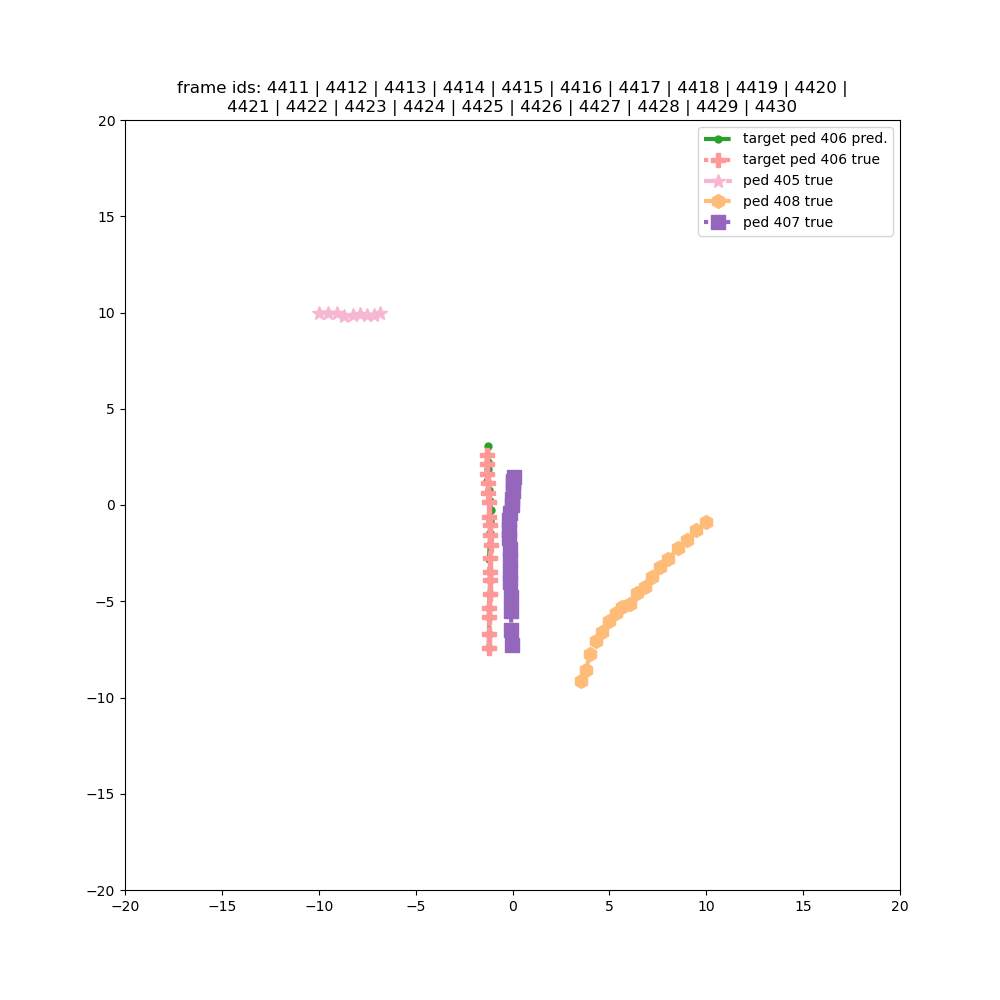 frame ids: 4411 | 4412 | 4413 | 4414 | 4415 | 4416 | 4417 | 4418 | 4419 | 4420 |
4421 | 4422 | 4423 | 4424 | 4425 | 4426 | 4427 | 4428 | 4429 | 4430
target ped 406 pred.
target ped 406 true
ped 405 true
ped 408 true
ped 407 true
20
15
10
5
0
−5
−10
−15
−20
−20 −15 −10 −5 0 5 10 15 20